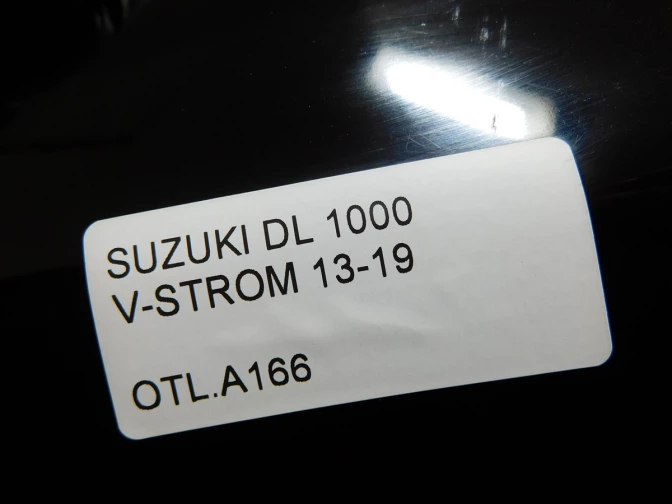 SUZUKI DL 1000
V-STROM 13-19
OTL.A166